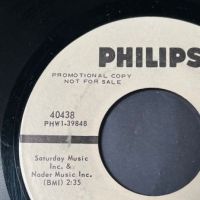 PHILIPS
PROMOTIONAL COPY
NOT FOR SALE
40438
PHW1-39848
Saturday Music
Inc. &
Nader Music Inc.
(BMI) 2:35